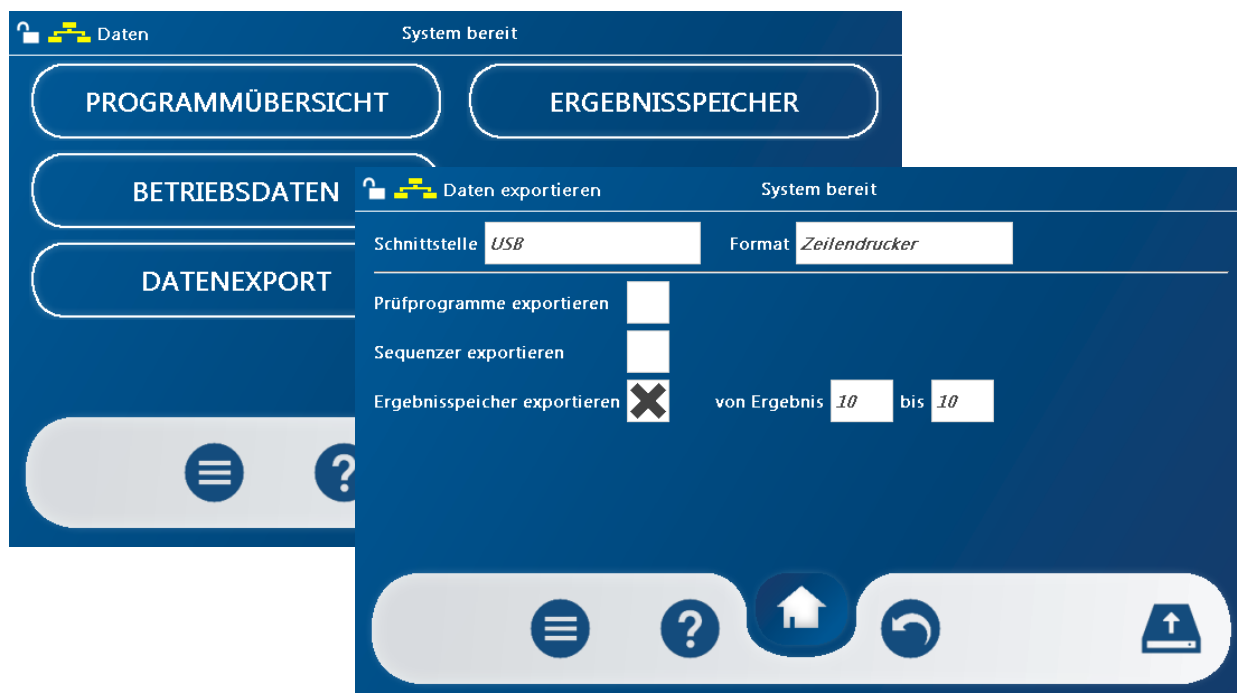 Daten System bereit
PROGRAMMÜBERSICHT ERGEBNISSPEICHER
BETRIEBSDATEN
DATENEXPORT
?
Daten exportieren System bereit
Schnittstelle USB Format Zeilendrucker
Prüfprogramme exportieren
Sequenzer exportieren
Ergebnisspeicher exportieren von Ergebnis 10 bis 10
?